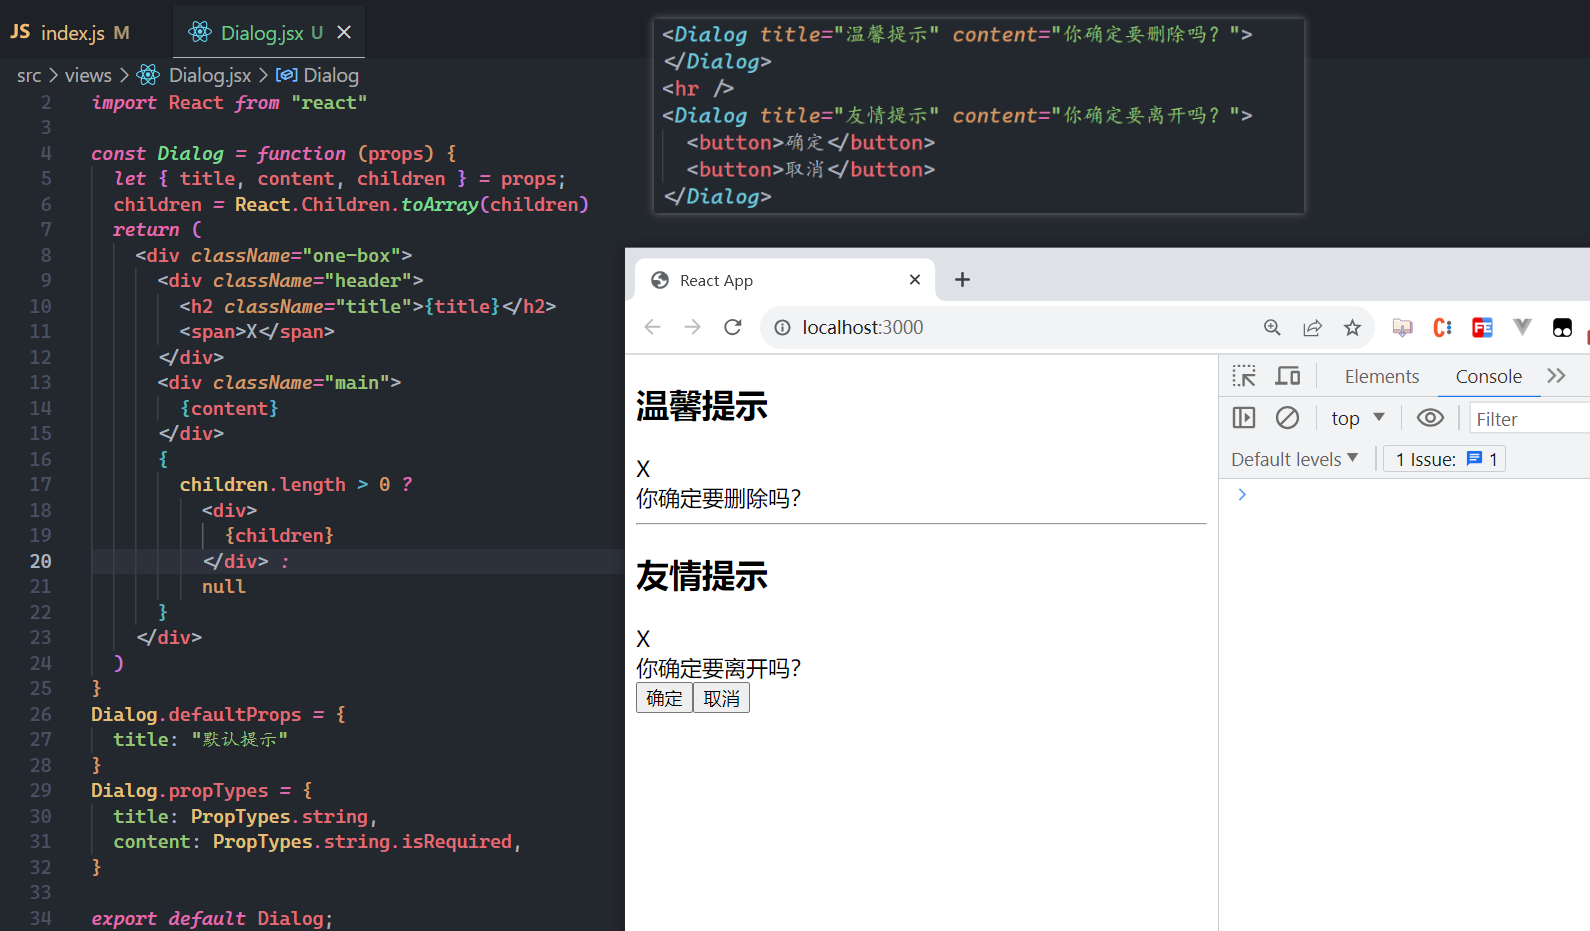 JS index.js M
Dialog.jsx U
src > views > Dialog.jsx > Dialog
2 import React from "react"
3
4 const Dialog = function (props) {
5 let { title, content, children } = props;
6 children = React.Children.toArray(children)
7 return (
8 <div className="one-box">
9 <div className="header">
10 <h2 className="title">{title}</h2>
11 <span>X</span>
12 </div>
13 <div className="main">
14 {content}
15 </div>
16 {
17 children.length > 0 ?
18 <div>
19 {children}
20 </div> :
21 null
22 }
23 </div>
24 )
25 }
26 Dialog.defaultProps = {
27 title: "默认提示"
28 }
29 Dialog.propTypes = {
30 title: PropTypes.string,
31 content: PropTypes.string.isRequired,
32 }
33
34 export default Dialog;
<Dialog title="温馨提示" content="你确定要删除吗？">
</Dialog>
<hr />
<Dialog title="友情提示" content="你确定要离开吗？">
<button>确定</button>
<button>取消</button>
</Dialog>
React App
localhost:3000
FE
温馨提示
X
你确定要删除吗?
友情提示
X
你确定要离开吗?
确定 取消
Elements Console
top Filter
Default levels 1 Issue: 1